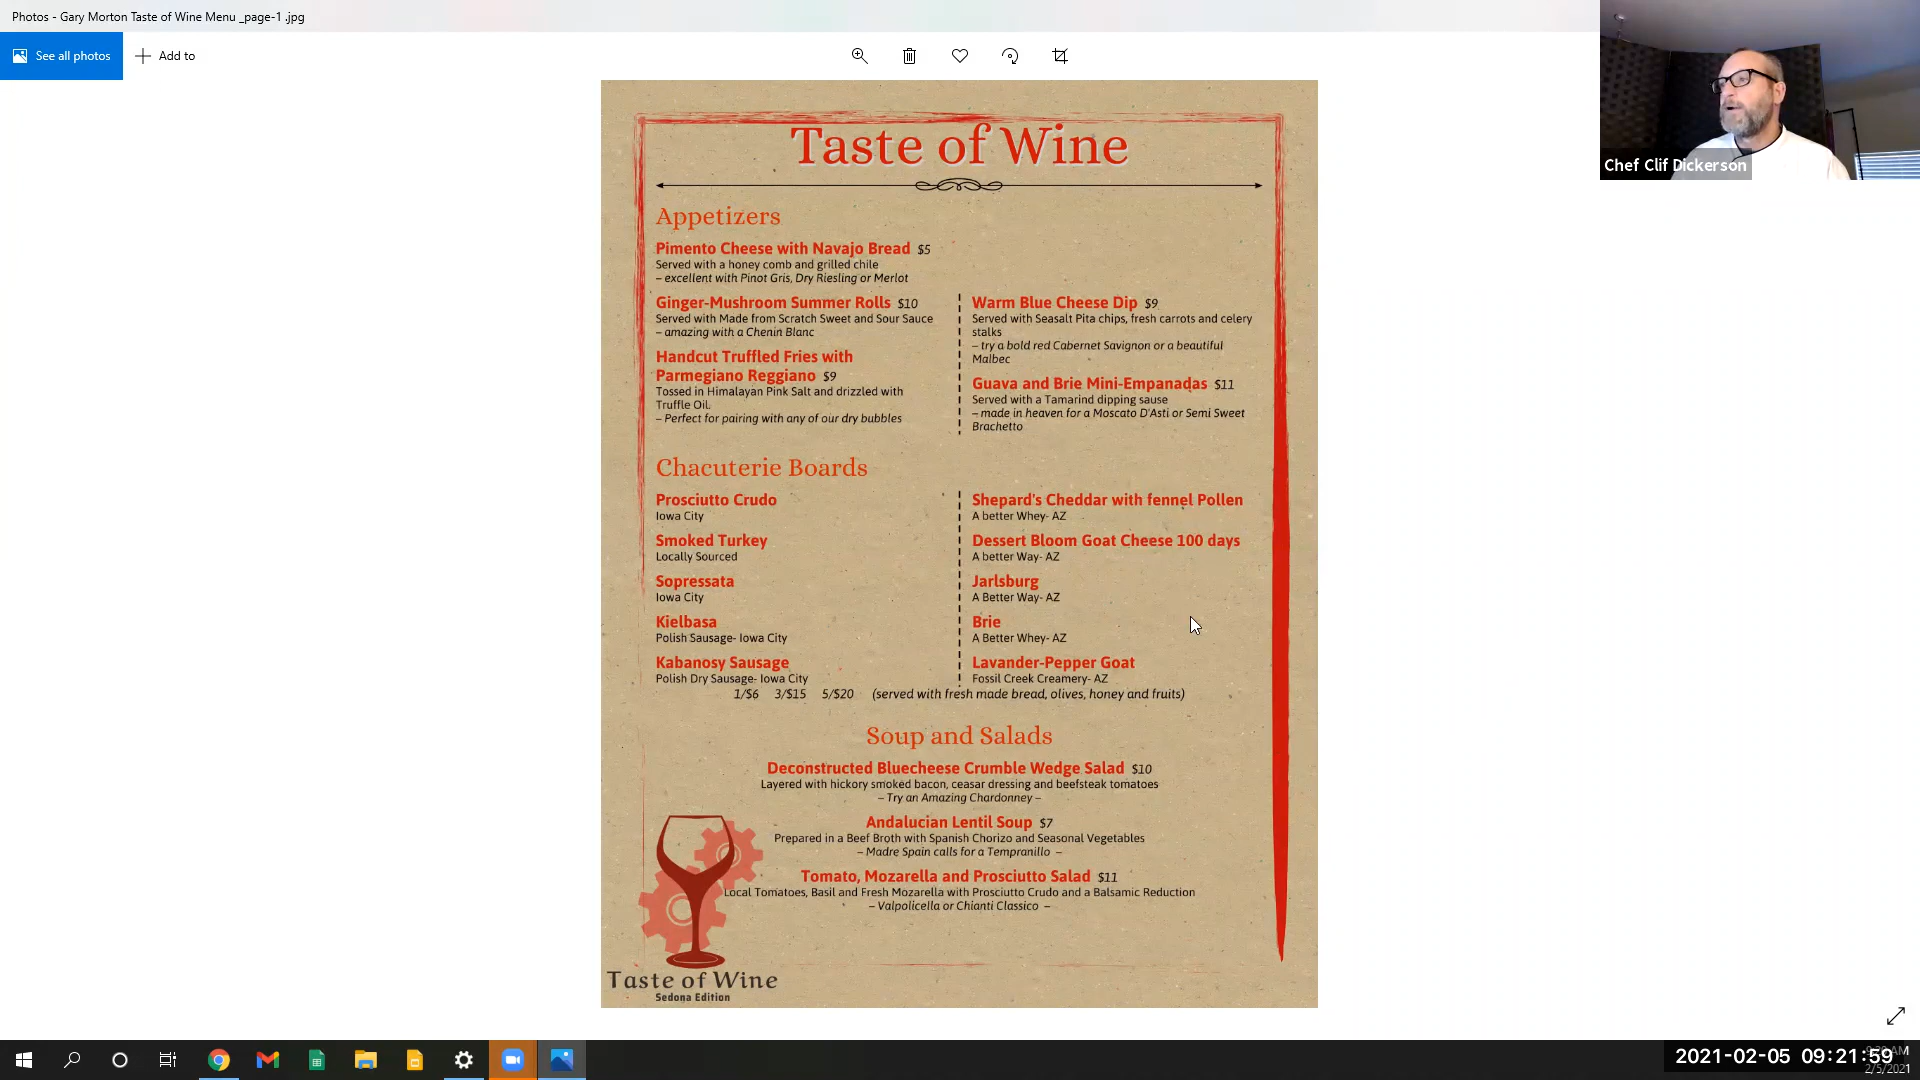 Photos - Gary Morton Taste of Wine Menu _page-1 .jpg
See all photos
Add to
Chef Clif Dickerson
Taste of Wine
Appetizers
Pimento Cheese with Navajo Bread $5
Served with a honey comb and grilled chile
– excellent with Pinot Gris, Dry Riesling or Merlot
Ginger-Mushroom Summer Rolls $10
Served with Made from Scratch Sweet and Sour Sauce
– amazing with a Chenin Blanc
Handcut Truffled Fries with
Parmegiano Reggiano $9
Tossed in Himalayan Pink Salt and drizzled with
Truffle Oil.
– Perfect for pairing with any of our dry bubbles
Warm Blue Cheese Dip $9
Served with Seasalt Pita chips, fresh carrots and celery
stalks
– try a bold red Cabernet Savignon or a beautiful
Malbec
Guava and Brie Mini-Empanadas $11
Served with a Tamarind dipping sause
– made in heaven for a Moscato D'Asti or Semi Sweet
Brachetto
Chacuterie Boards
Prosciutto Crudo
Iowa City
Smoked Turkey
Locally Sourced
Sopressata
Iowa City
Kielbasa
Polish Sausage- Iowa City
Kabanosy Sausage
Polish Dry Sausage- Iowa City
Shepard's Cheddar with fennel Pollen
A better Whey- AZ
Dessert Bloom Goat Cheese 100 days
A better Way- AZ
Jarlsburg
A Better Way- AZ
Brie
A Better Whey- AZ
Lavander-Pepper Goat
Fossil Creek Creamery- AZ
1/$6 3/$15 5/$20 (served with fresh made bread, olives, honey and fruits)
Soup and Salads
Deconstructed Bluecheese Crumble Wedge Salad $10
Layered with hickory smoked bacon, ceasar dressing and beefsteak tomatoes
– Try an Amazing Chardonney –
Andalucian Lentil Soup $7
Prepared in a Beef Broth with Spanish Chorizo and Seasonal Vegetables
– Madre Spain calls for a Tempranillo –
Tomato, Mozarella and Prosciutto Salad $11
Local Tomatoes, Basil and Fresh Mozarella with Prosciutto Crudo and a Balsamic Reduction
– Valpolicella or Chianti Classico –
Taste of Wine
Sedona Edition
2021-02-05 09:21:59
2/5/2021